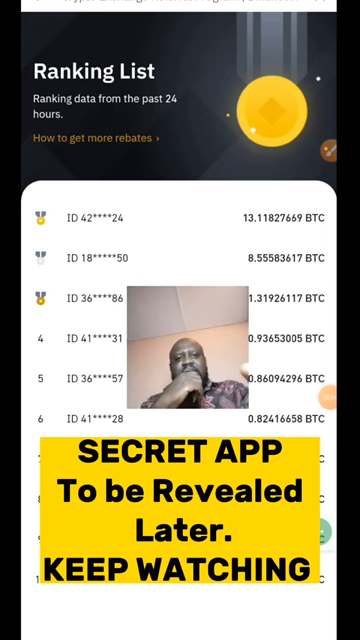 Ranking List
Ranking data from the past 24
hours.
How to get more rebates ›
ID 42****24 13.11827669 BTC
ID 18*****50 8.55583617 BTC
ID 36****86 1.31926117 BTC
4 ID 41****31 0.93653005 BTC
5 ID 36****57 0.86094296 BTC
6 ID 41****28 0.82416658 BTC
SECRET APP
To be Revealed
Later.
KEEP WATCHING